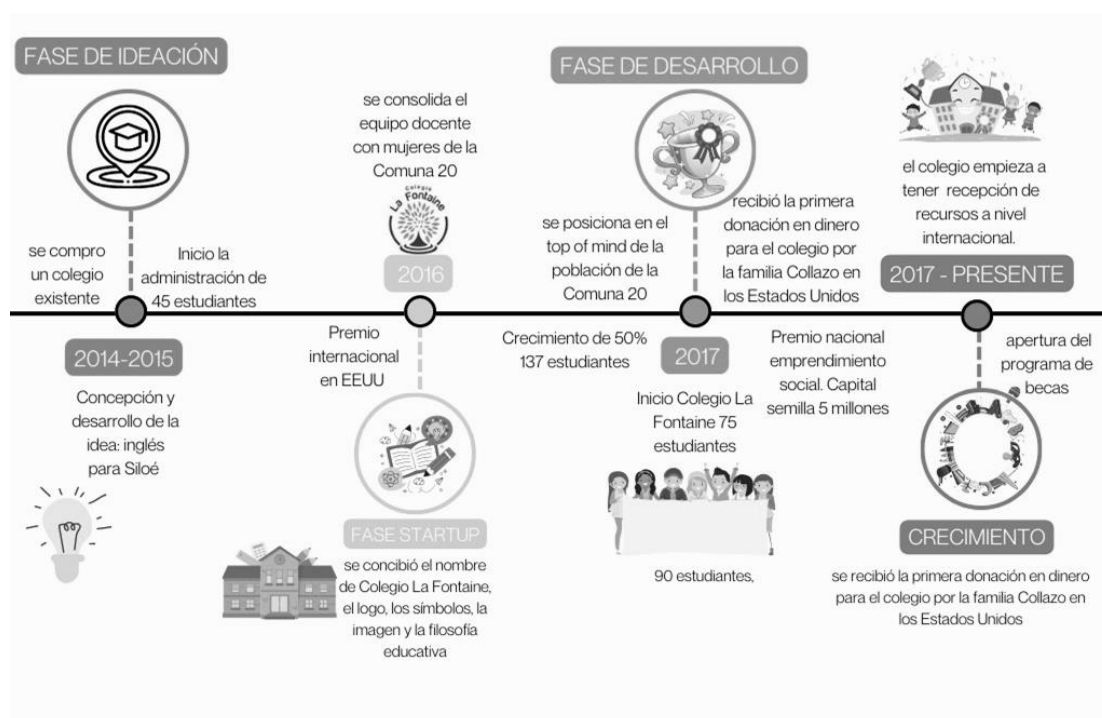 FASE DE IDEACIÓN
se compro
un colegio
existente
Inicio la
administración de
45 estudiantes
2014-2015
Concepción y
desarrollo de la
idea: inglés
para Siloé
se consolida el
equipo docente
con mujeres de la
Comuna 20
Colegio
La Fontaine
2016
Premio
internacional
en EEUU
FASE STARTUP
se concibió el nombre
de Colegio La Fontaine,
el logo, los símbolos, la
imagen y la filosofía
educativa
FASE DE DESARROLLO
se posiciona en el
top of mind de la
población de la
Comuna 20
recibió la primera
donación en dinero
para el colegio por
la familia Collazo en
los Estados Unidos
Crecimiento de 50%
137 estudiantes
2017
Inicio Colegio La
Fontaine 75
estudiantes
90 estudiantes,
Premio nacional
emprendimiento
social. Capital
semilla 5 millones
el colegio empieza a
tener recepción de
recursos a nivel
internacional.
2017 - PRESENTE
apertura del
programa de
becas
CRECIMIENTO
se recibió la primera donación en dinero
para el colegio por la familia Collazo en
los Estados Unidos